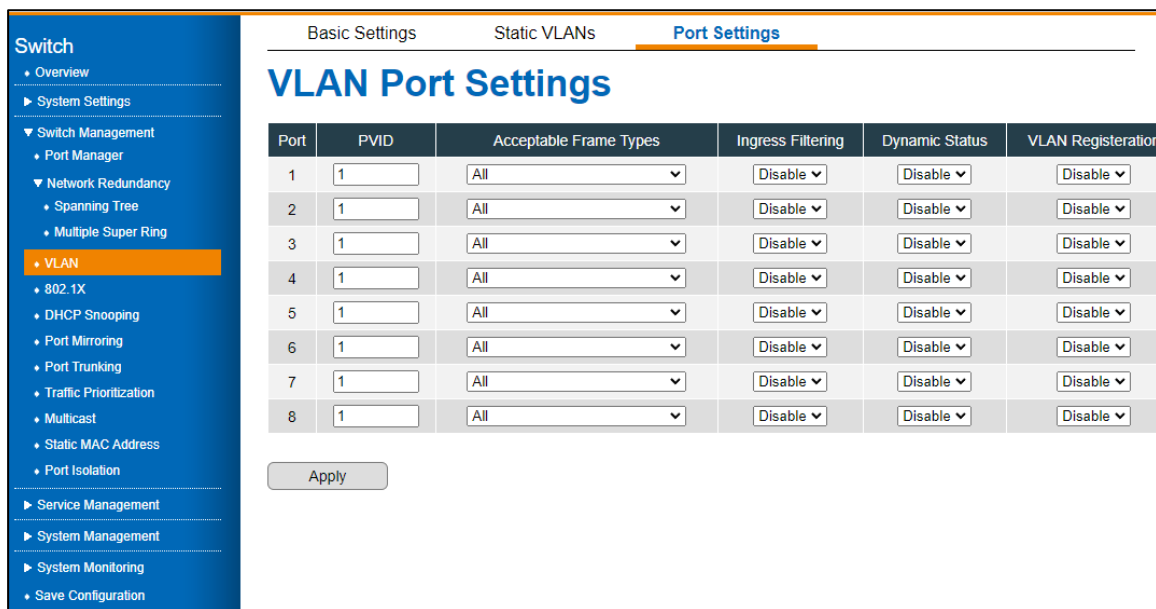 Switch
Overview
System Settings
Switch Management
Port Manager
Network Redundancy
Spanning Tree
Multiple Super Ring
VLAN
802.1X
DHCP Snooping
Port Mirroring
Port Trunking
Traffic Prioritization
Multicast
Static MAC Address
Port Isolation
Service Management
System Management
System Monitoring
Save Configuration
Basic Settings Static VLANs Port Settings
VLAN Port Settings
Port PVID Acceptable Frame Types Ingress Filtering Dynamic Status VLAN Registeration
1 1 All Disable Disable Disable
2 1 All Disable Disable Disable
3 1 All Disable Disable Disable
4 1 All Disable Disable Disable
5 1 All Disable Disable Disable
6 1 All Disable Disable Disable
7 1 All Disable Disable Disable
8 1 All Disable Disable Disable
Apply